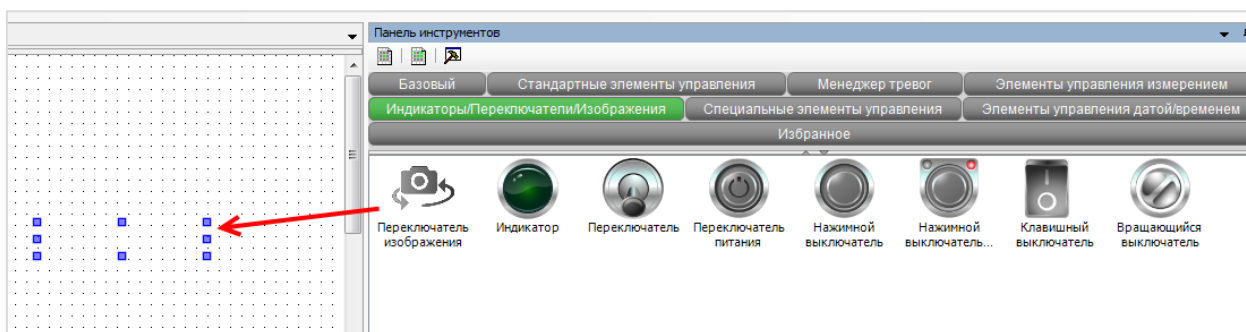 Панель инструментов
Базовый
Стандартные элементы управления
Менеджер тревог
Элементы управления измерением
Индикаторы/Переключатели/Изображения
Специальные элементы управления
Элементы управления датой/временем
Избранное
Переключатель
изображения
Индикатор
Переключатель
Переключатель
питания
Нажимной
выключатель
Нажимной
выключатель...
Клавишный
выключатель
Вращающийся
выключатель